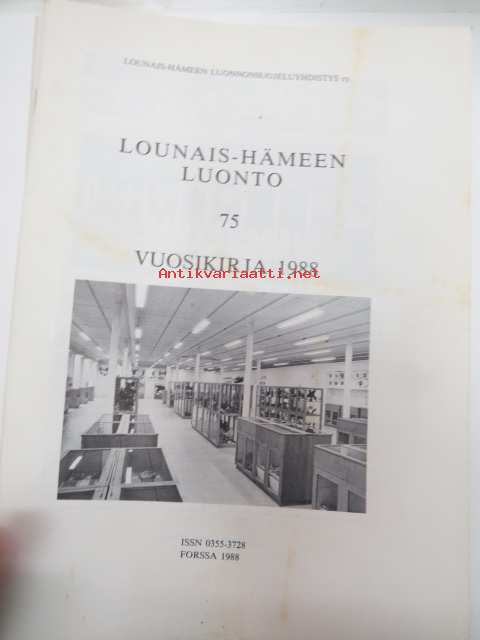 LOUNAIS-HÄMEEN LUONNONSUOJELUYHDISTYS ry
LOUNAIS-HÄMEEN
LUONTO
75
VUOSIKIRJA 1988
Antikvariaatti.net
ISSN 0355-3728
FORSSA 1988